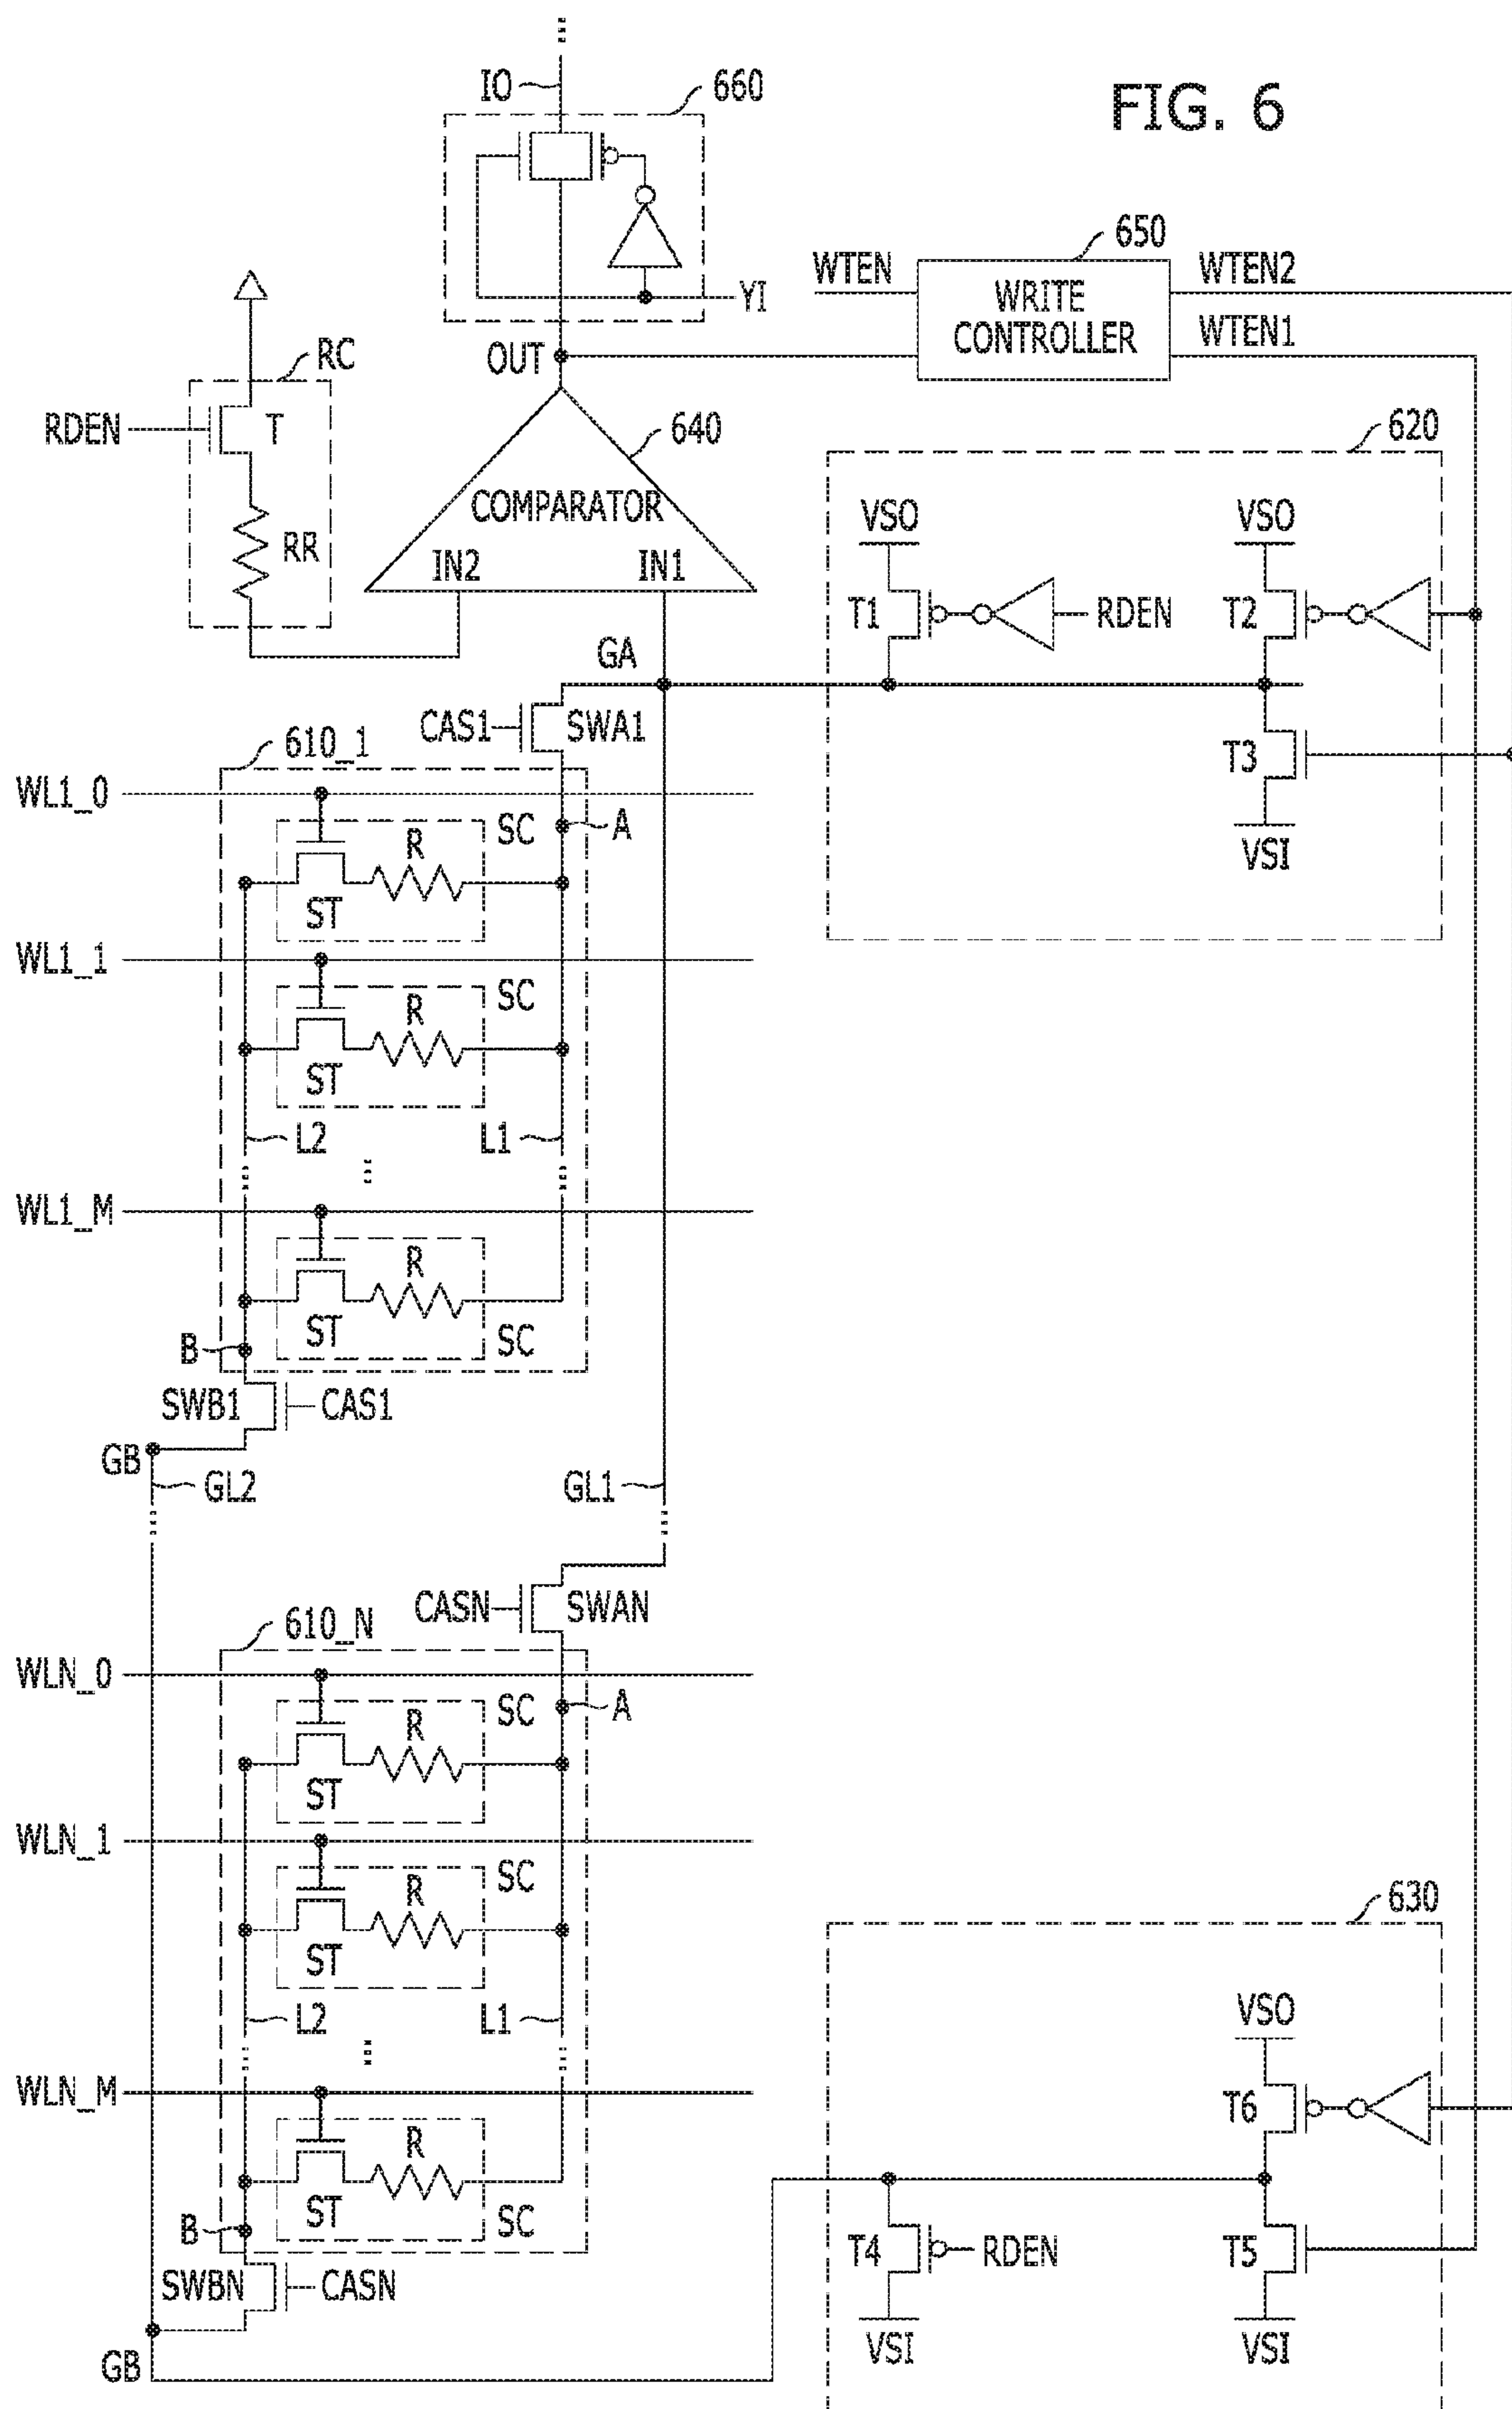 FIG. 6
IO
660
YI
650
WTEN
WRITE
CONTROLLER
WTEN2
WTEN1
OUT
RC
RDEN
T
RR
640
COMPARATOR
IN2
IN1
620
VSO
VSO
T1
RDEN
T2
GA
T3
VSI
CAS1
SWA1
610_1
WL1_0
A
SC
R
ST
WL1_1
SC
R
ST
L2
L1
WL1_M
R
ST
SC
B
SWB1
CAS1
GB
GL2
GL1
CASN
SWAN
610_N
WLN_0
A
SC
R
ST
WLN_1
SC
R
ST
L2
L1
WLN_M
R
ST
SC
B
SWBN
CASN
GB
630
VSO
T6
T4
RDEN
T5
VSI
VSI